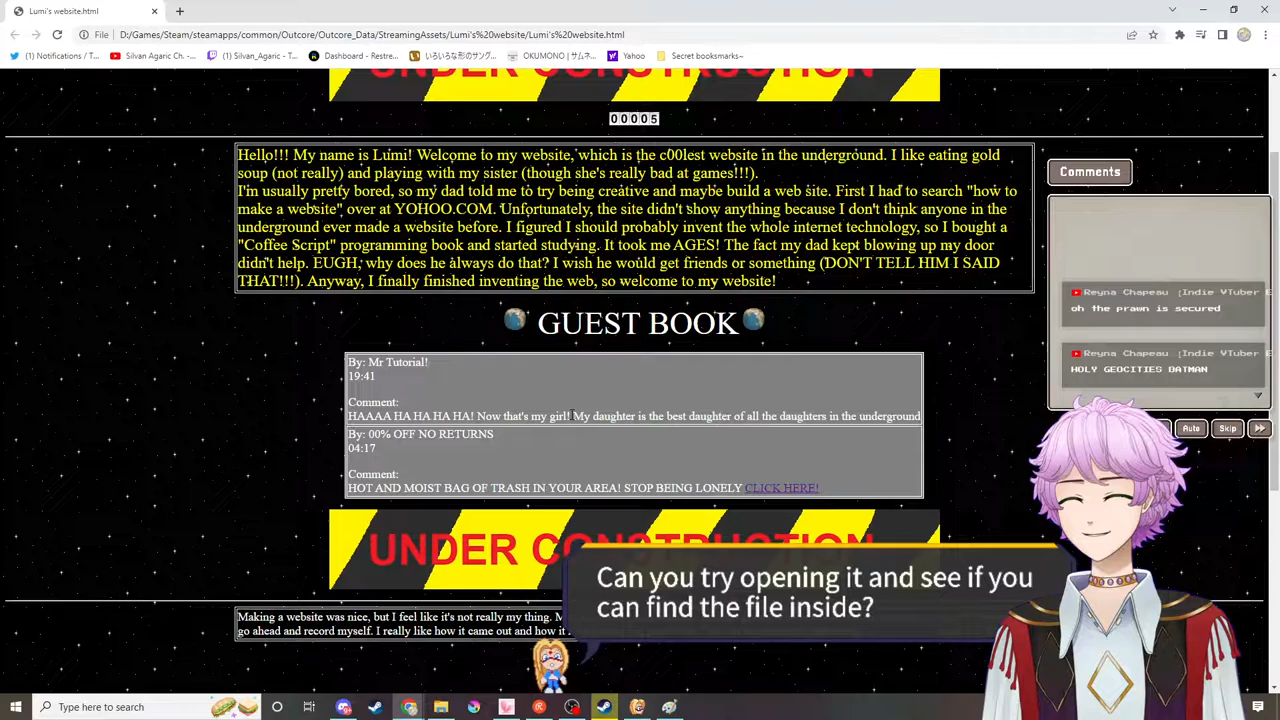 Lumi's website.html
File
D:/Games/Steam/steamapps/common/Outcore/Outcore_Data/StreamingAssets/Lumi's%20website/Lumi's%20website.html
(1) Notifications / T...
Silvan Agaric Ch. -...
(2) Silvan_Agaric - T...
Dashboard - Restre...
いろいろな形のサング...
OKUMONO | サムネ...
Yahoo
Secret booksmarks~
UNDER CONSTRUCTION
00005
Hello!!! My name is Lumi! Welcome to my website, which is the c00lest website in the underground. I like eating gold
soup (not really) and playing with my sister (though she's really bad at games!!!).
I'm usually pretty bored, so my dad told me to try being creative and maybe build a web site. First I had to search "how to
make a website" over at YOHOO.COM. Unfortunately, the site didn't show anything because I don't think anyone in the
underground ever made a website before. I figured I should probably invent the whole internet technology, so I bought a
"Coffee Script" programming book and started studying. It took me AGES! The fact my dad kept blowing up my door
didn't help. EUGH, why does he always do that? I wish he would get friends or something (DON'T TELL HIM I SAID
THAT!!!). Anyway, I finally finished inventing the web, so welcome to my website!
Comments
Reyna Chapeau [Indie VTuber E
oh the prawn is secured
Reyna Chapeau [Indie VTuber E
HOLY GEOCITIES BATMAN
Auto
Skip
GUEST BOOK
By: Mr Tutorial!
19:41
Comment:
HAAAA HA HA HA HA! Now that's my girl! My daughter is the best daughter of all the daughters in the underground
By: 00% OFF NO RETURNS
04:17
Comment:
HOT AND MOIST BAG OF TRASH IN YOUR AREA! STOP BEING LONELY CLICK HERE!
UNDER CONSTRUCTION
Can you try opening it and see if you
can find the file inside?
Making a website was nice, but I feel like it's not really my thing.
go ahead and record myself. I really like how it came out and how it
Type here to search